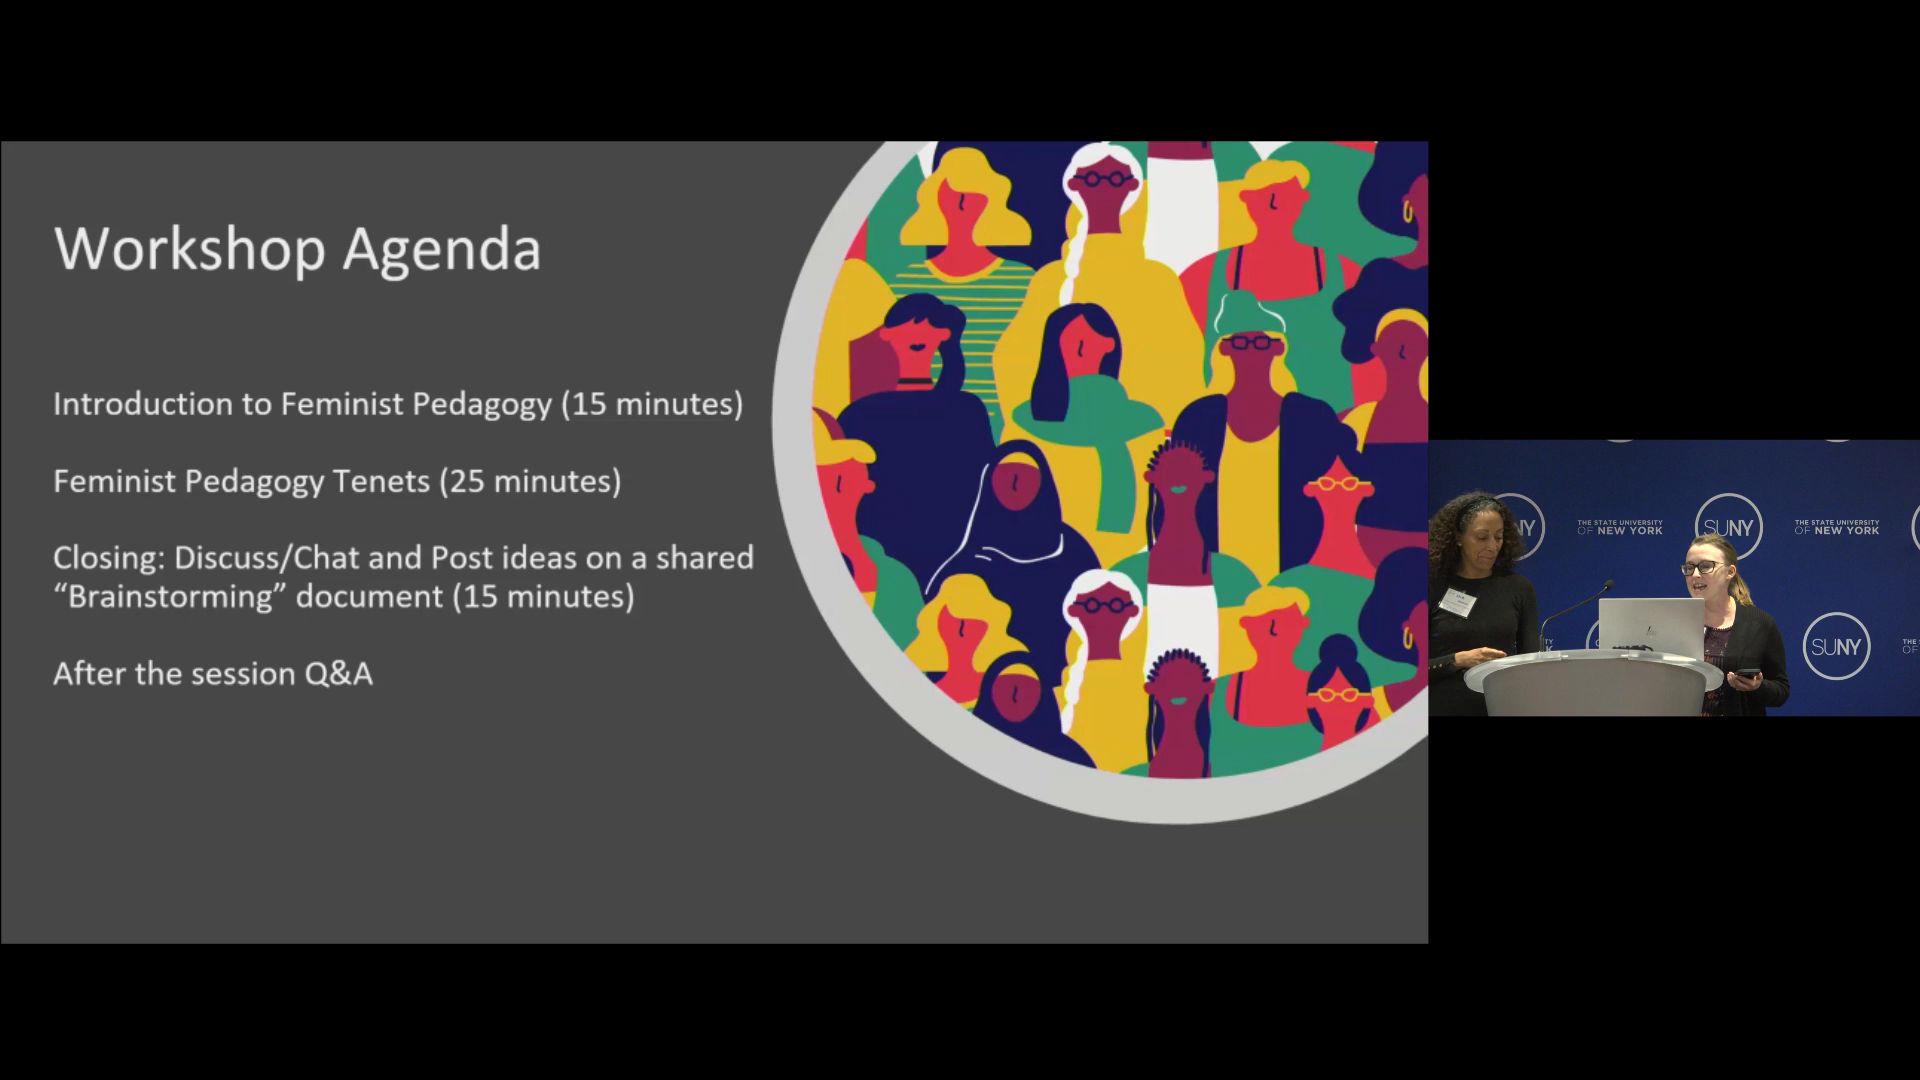 Workshop Agenda
Introduction to Feminist Pedagogy (15 minutes)
Feminist Pedagogy Tenets (25 minutes)
Closing: Discuss/Chat and Post ideas on a shared
“Brainstorming” document (15 minutes)
After the session Q&A
NY
THE STATE UNIVERSITY
OF NEW YORK
SUNY
THE STATE UNIVERSITY
OF NEW YORK
SUNY